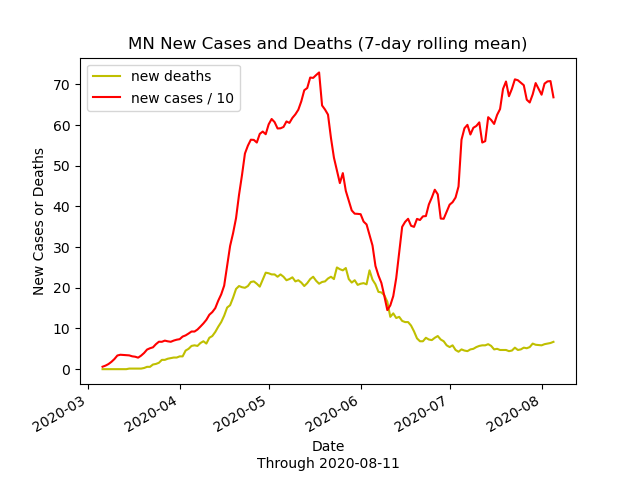 MN New Cases and Deaths (7-day rolling mean)
new deaths
new cases / 10
New Cases or Deaths
70
60
50
40
30
20
10
0
2020-03
2020-04
2020-05
2020-06
2020-07
2020-08
Date
Through 2020-08-11